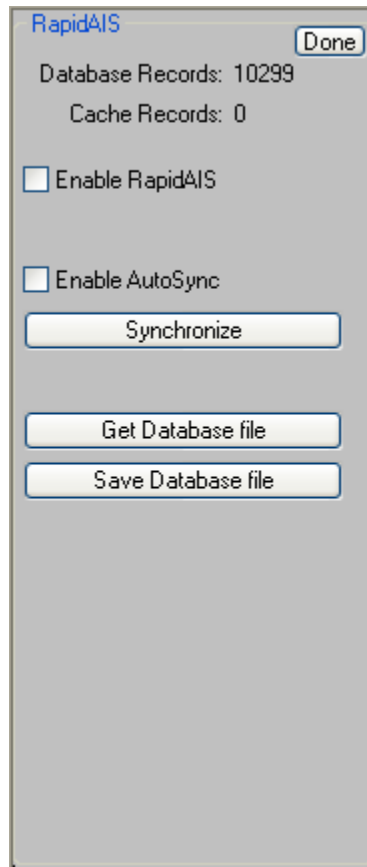 RapidAIS
Done
Database Records: 10299
Cache Records: 0
Enable RapidAIS
Enable AutoSync
Synchronize
Get Database file
Save Database file